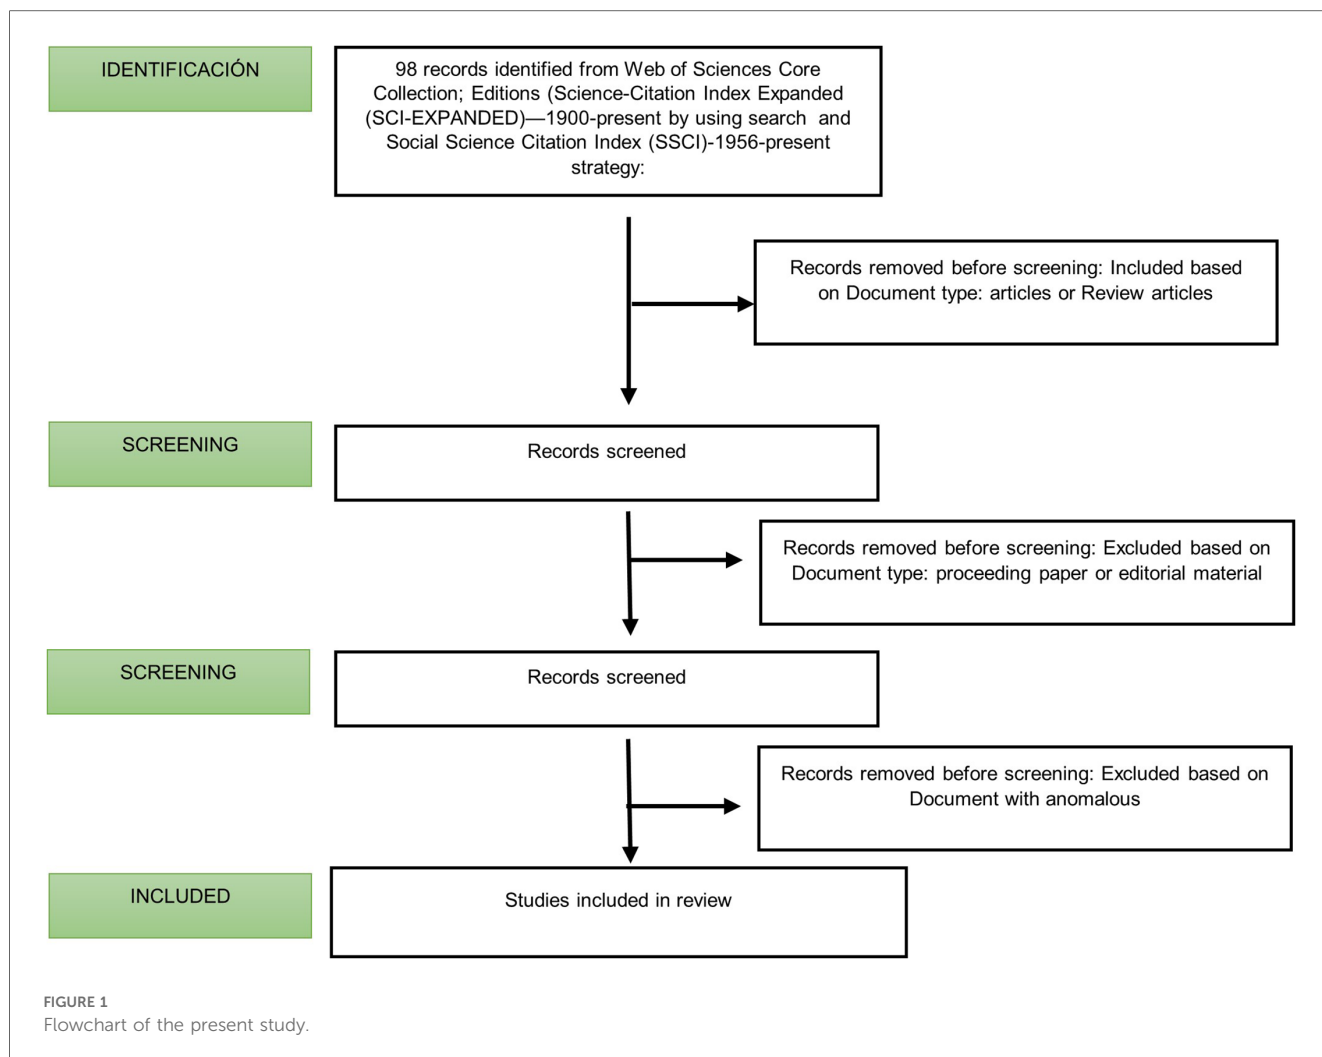 IDENTIFICACIÓN
98 records identified from Web of Sciences Core
Collection; Editions (Science-Citation Index Expanded
(SCI-EXPANDED)—1900-present by using search and
Social Science Citation Index (SSCI)-1956-present
strategy:
Records removed before screening: Included based
on Document type: articles or Review articles
SCREENING
Records screened
Records removed before screening: Excluded based on
Document type: proceeding paper or editorial material
SCREENING
Records screened
Records removed before screening: Excluded based on
Document with anomalous
INCLUDED
Studies included in review
FIGURE 1
Flowchart of the present study.